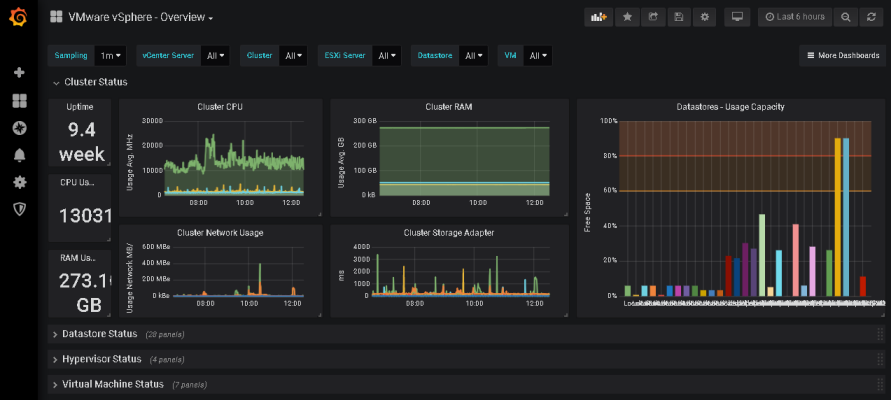 VMware vSphere - Overview
Last 6 hours
Sampling 1m vCenter Server All Cluster All ESXi Server All Datastore All VM All More Dashboards
Cluster Status
Uptime
9.4
week
CPU Us...
13031
RAM Us...
273.1
GB
Cluster CPU
Usage Avg. MHz
30000
20000
10000
0
08:00 10:00 12:00
Cluster RAM
Usage Avg. GB
300 GB
200 GB
100 GB
0 kB
08:00 10:00 12:00
Cluster Network Usage
Usage Network MB/
600 MBs
400 MBs
200 MBs
0 kBs
08:00 10:00 12:00
Cluster Storage Adapter
ms
4000
3000
2000
1000
0
08:00 10:00 12:00
Datastores - Usage Capacity
Free Space
100%
80%
60%
40%
20%
0%
Datastore Status (20 panels)
Hypervisor Status (4 panels)
Virtual Machine Status (7 panels)